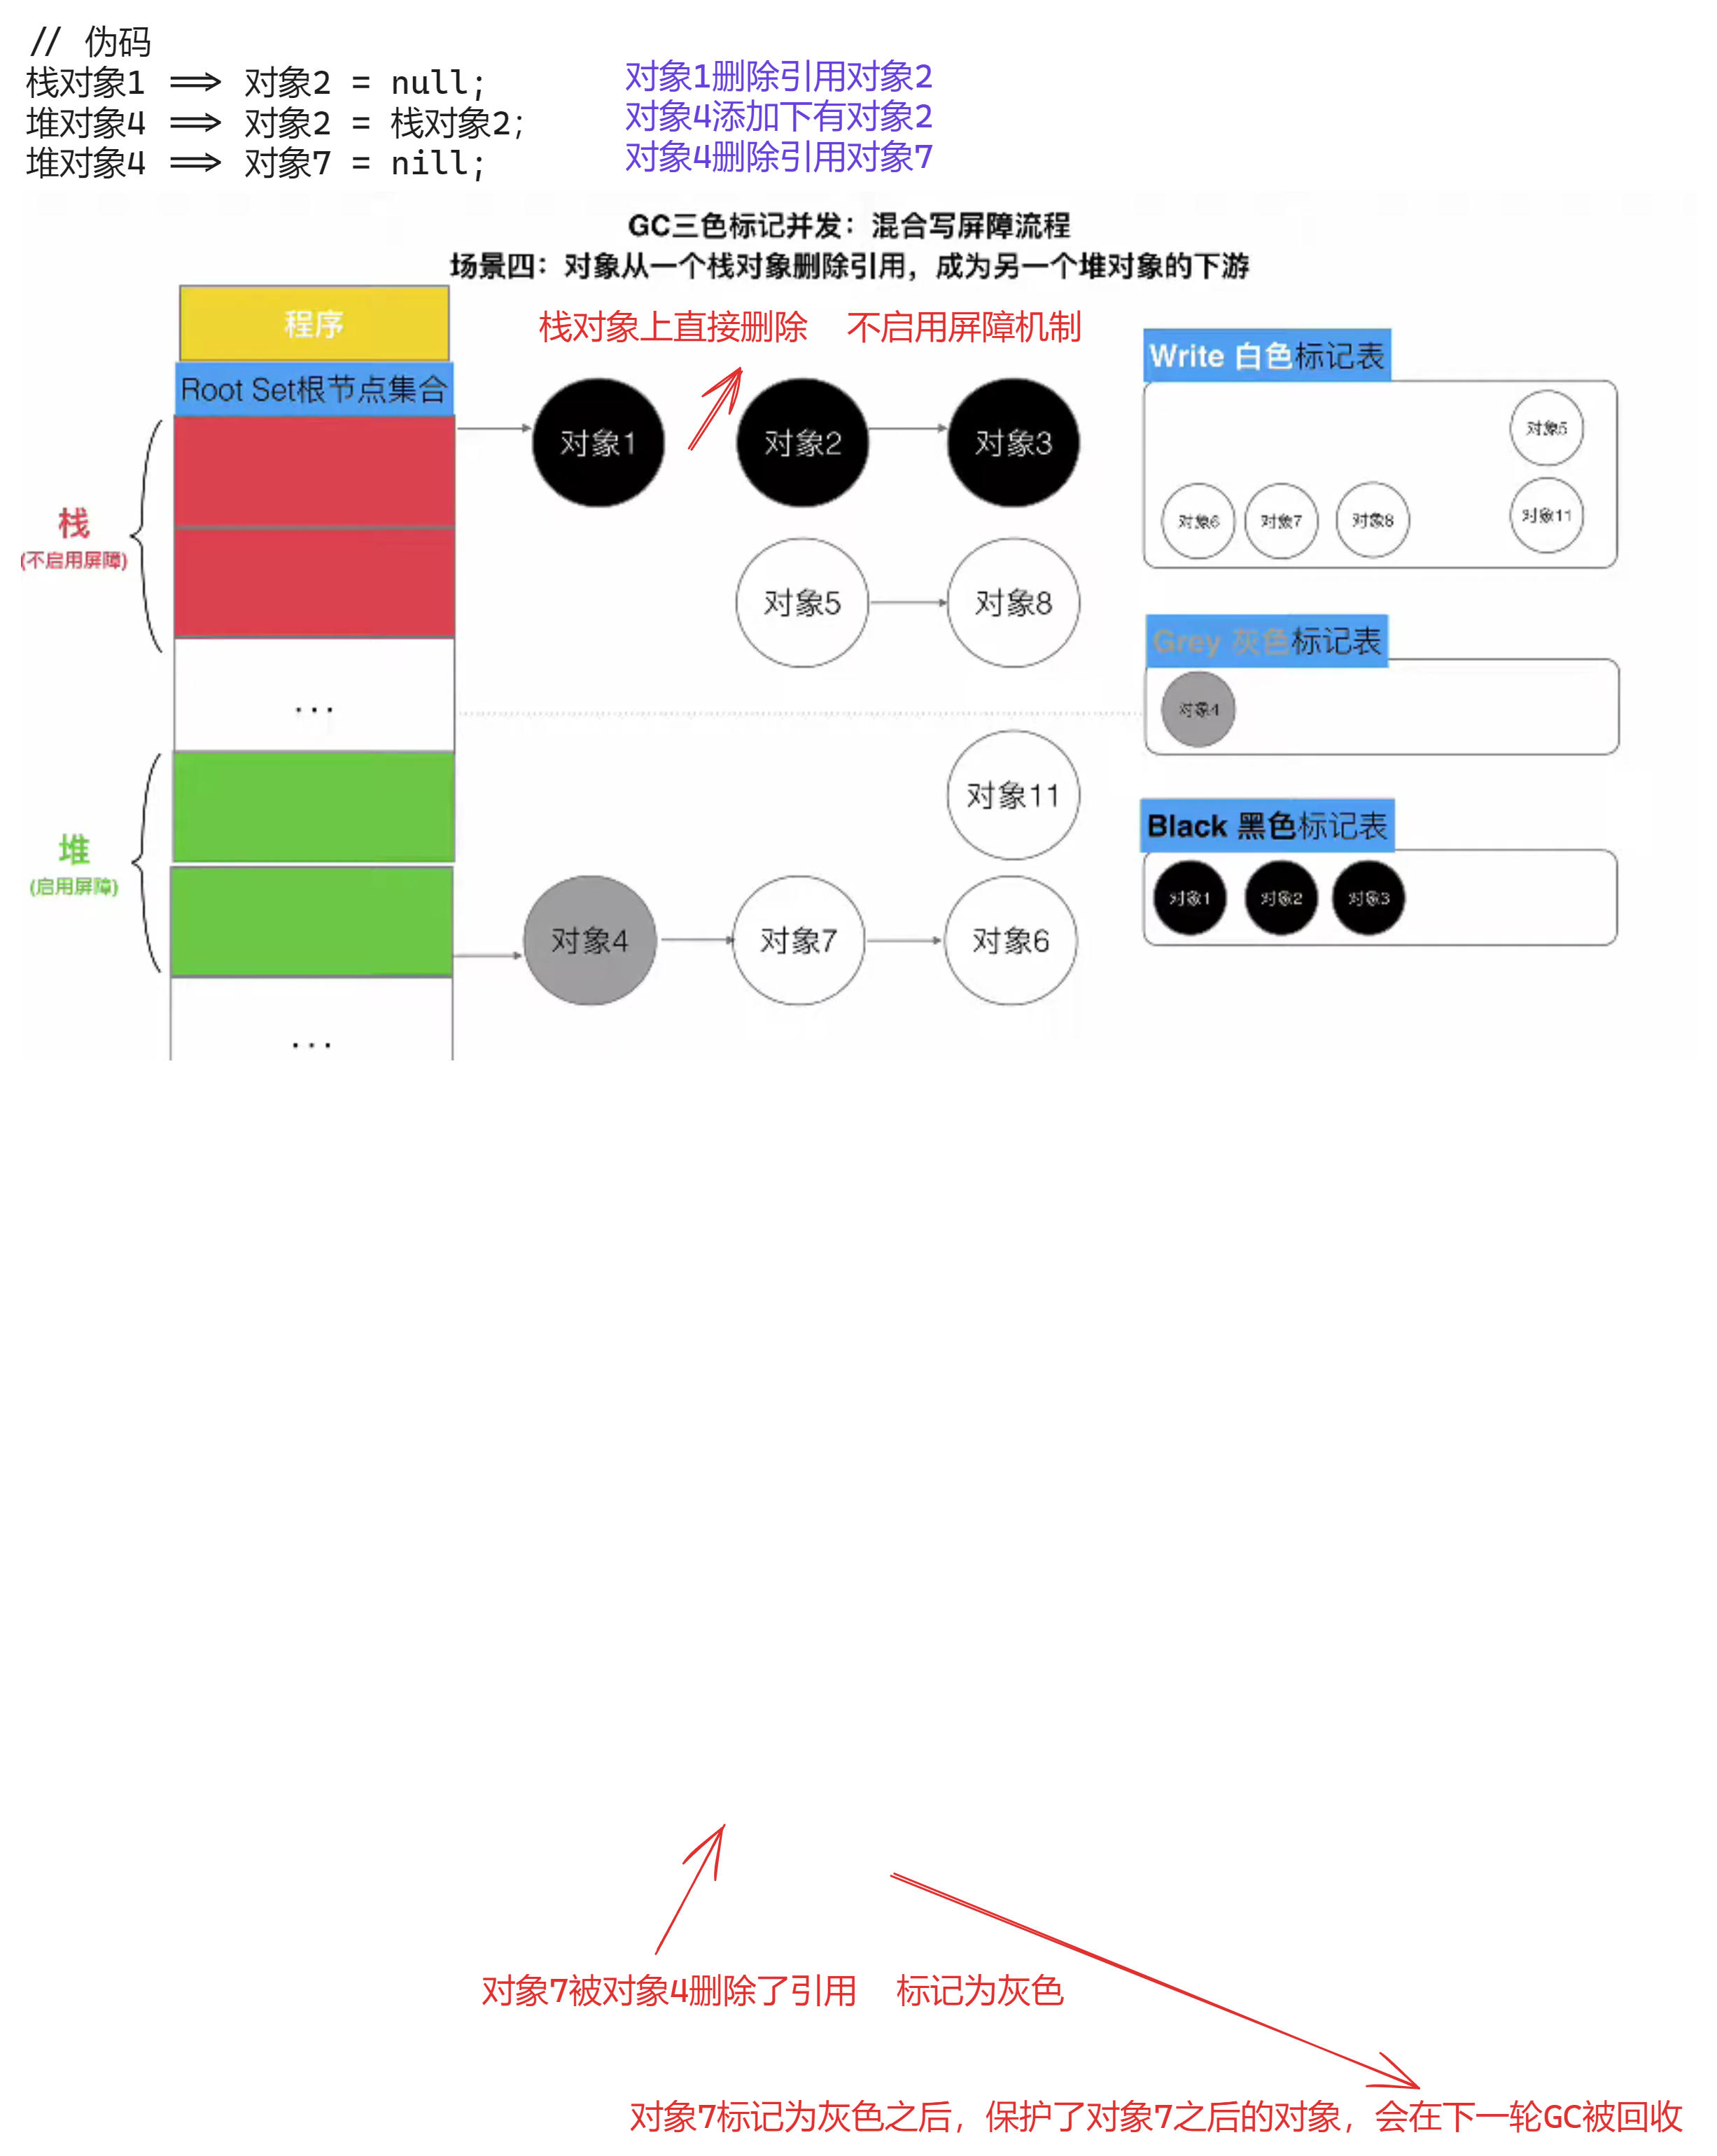 // 伪码
栈对象1 ⟹ 对象2 = null;
堆对象4 ⟹ 对象2 = 栈对象2;
堆对象4 ⟹ 对象7 = nill;
对象1删除引用对象2
对象4添加下有对象2
对象4删除引用对象7
GC三色标记并发：混合写屏障流程
场景四：对象从一个栈对象删除引用，成为另一个堆对象的下游
程序
Root Set根节点集合
栈对象上直接删除 不启用屏障机制
对象1
对象2
对象3
栈
(不启用屏障)
对象5
对象8
...
堆
(启用屏障)
对象11
对象4
对象7
对象6
...
Write 白色标记表
对象5
对象6
对象7
对象8
对象11
Grey 灰色标记表
对象4
Black 黑色标记表
对象1
对象2
对象3
对象7被对象4删除了引用 标记为灰色
对象7标记为灰色之后，保护了对象7之后的对象，会在下一轮GC被回收